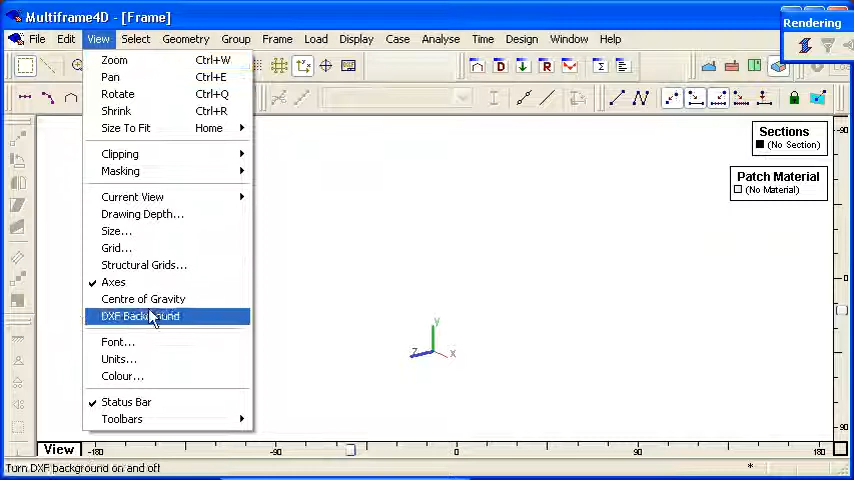 Multiframe4D - [Frame]
Rendering
File Edit View Select Geometry Group Frame Load Display Case Analyse Time Design Window Help
Zoom Ctrl+W
Pan Ctrl+E
Rotate Ctrl+Q
Shrink Ctrl+R
Size To Fit Home
Clipping
Masking
Current View
Drawing Depth...
Size...
Grid...
Structural Grids...
Axes
Centre of Gravity
DXF Background
Font...
Units...
Colour...
Status Bar
Toolbars
D R
Sections
(No Section)
Patch Material
(No Material)
90
0
90
y
z x
View -180 -90 0 90
Turn DXF background on and off *